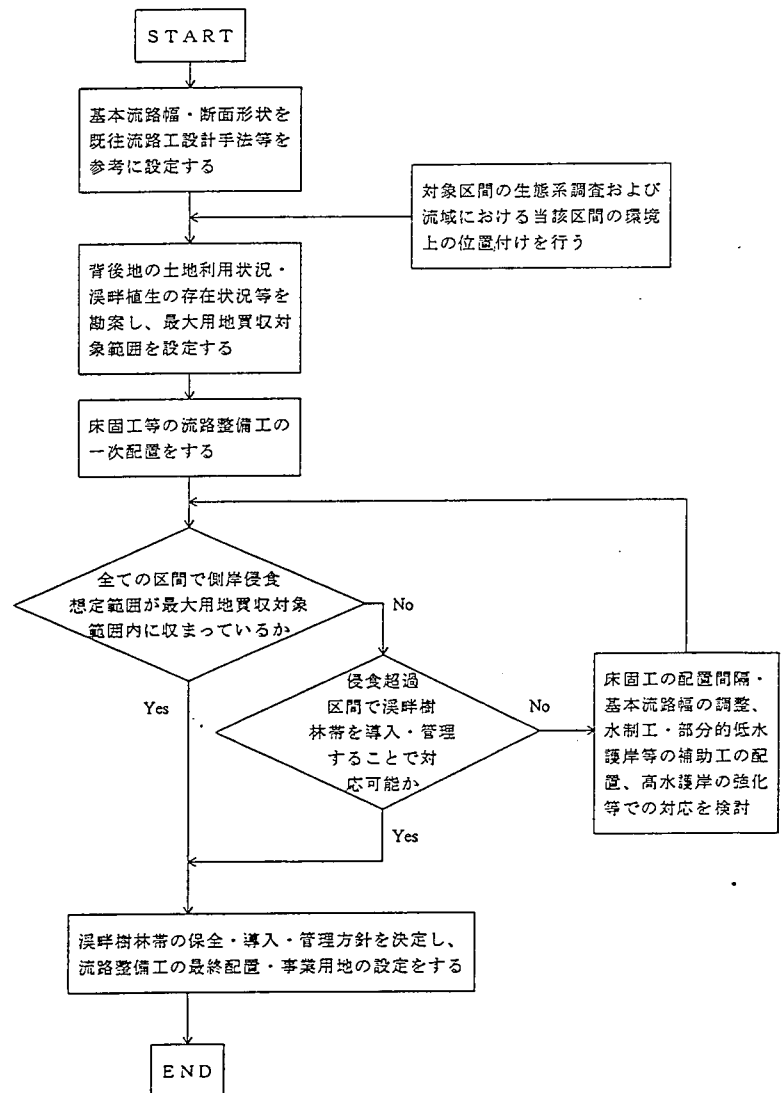 START
基本流路幅・断面形状を
既往流路工設計手法等を
参考に設定する
対象区間の生態系調査および
流域における当該区間の環境
上の位置付けを行う
背後地の土地利用状況・
渓畔植生の存在状況等を
勘案し、最大用地買収対
象範囲を設定する
床固工等の流路整備工の
一次配置をする
全ての区間で側岸侵食
想定範囲が最大用地買収対象
範囲内に収まっているか
No
Yes
侵食超過
区間で渓畔樹
林帯を導入・管理
することで対
応可能か
No
Yes
床固工の配置間隔・
基本流路幅の調整、
水制工・部分的低水
護岸等の補助工の配
置、高水護岸の強化
等での対応を検討
渓畔樹林帯の保全・導入・管理方針を決定し、
流路整備工の最終配置・事業用地の設定をする
END